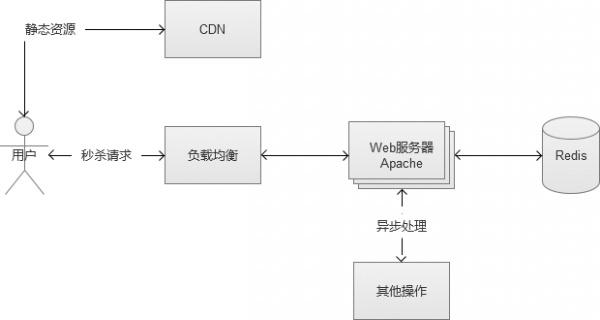 静态资源
CDN
用户
秒杀请求
负载均衡
Web服务器
Apache
Redis
异步处理
其他操作